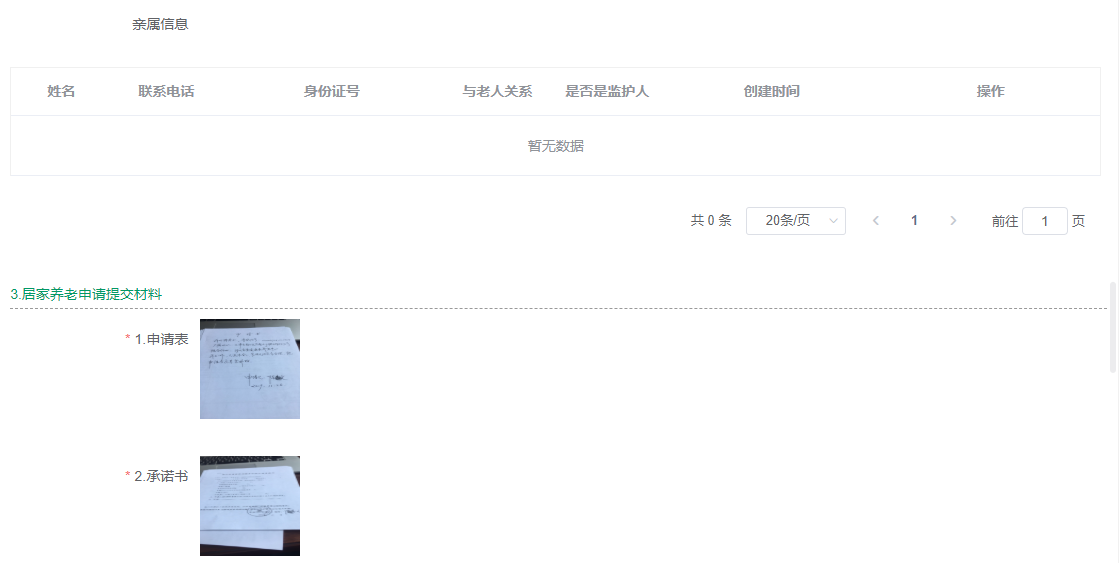 亲属信息
姓名 联系电话 身份证号 与老人关系 是否是监护人 创建时间 操作
暂无数据
共 0 条 20条/页 1 前往 1 页
3.居家养老申请提交材料
* 1.申请表
* 2.承诺书